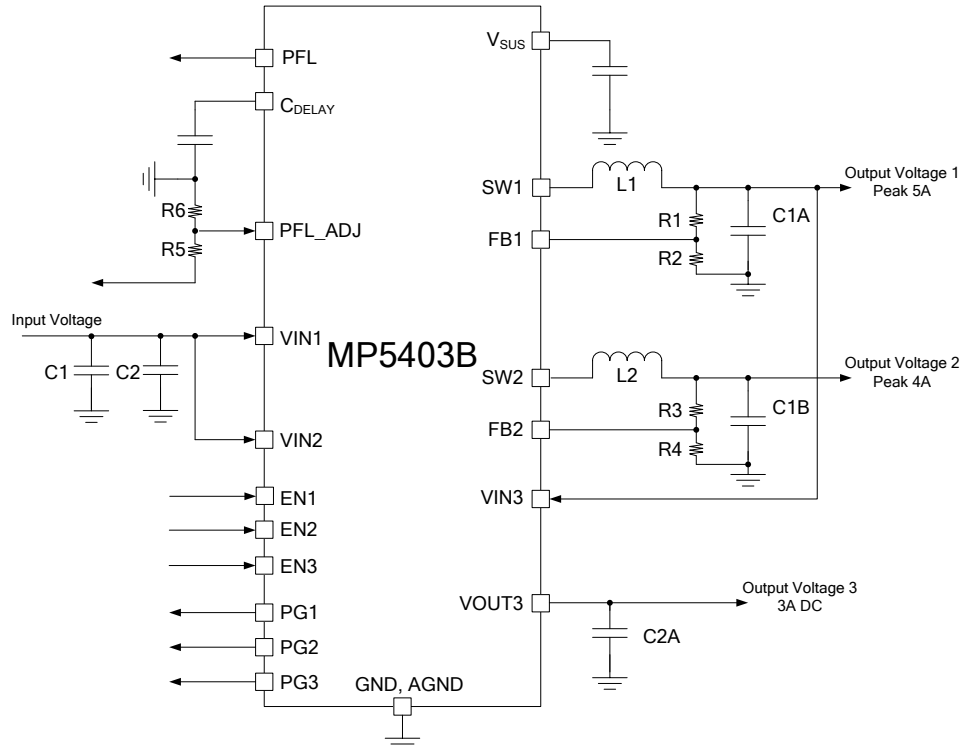 PFL
CDELAY
R6
R5
PFL_ADJ
Input Voltage
C1
C2
VIN1
VIN2
EN1
EN2
EN3
PG1
PG2
PG3
MP5403B
GND, AGND
VSUS
SW1
L1
Output Voltage 1
Peak 5A
R1
C1A
FB1
R2
SW2
L2
Output Voltage 2
Peak 4A
R3
C1B
FB2
R4
VIN3
VOUT3
Output Voltage 3
3A DC
C2A